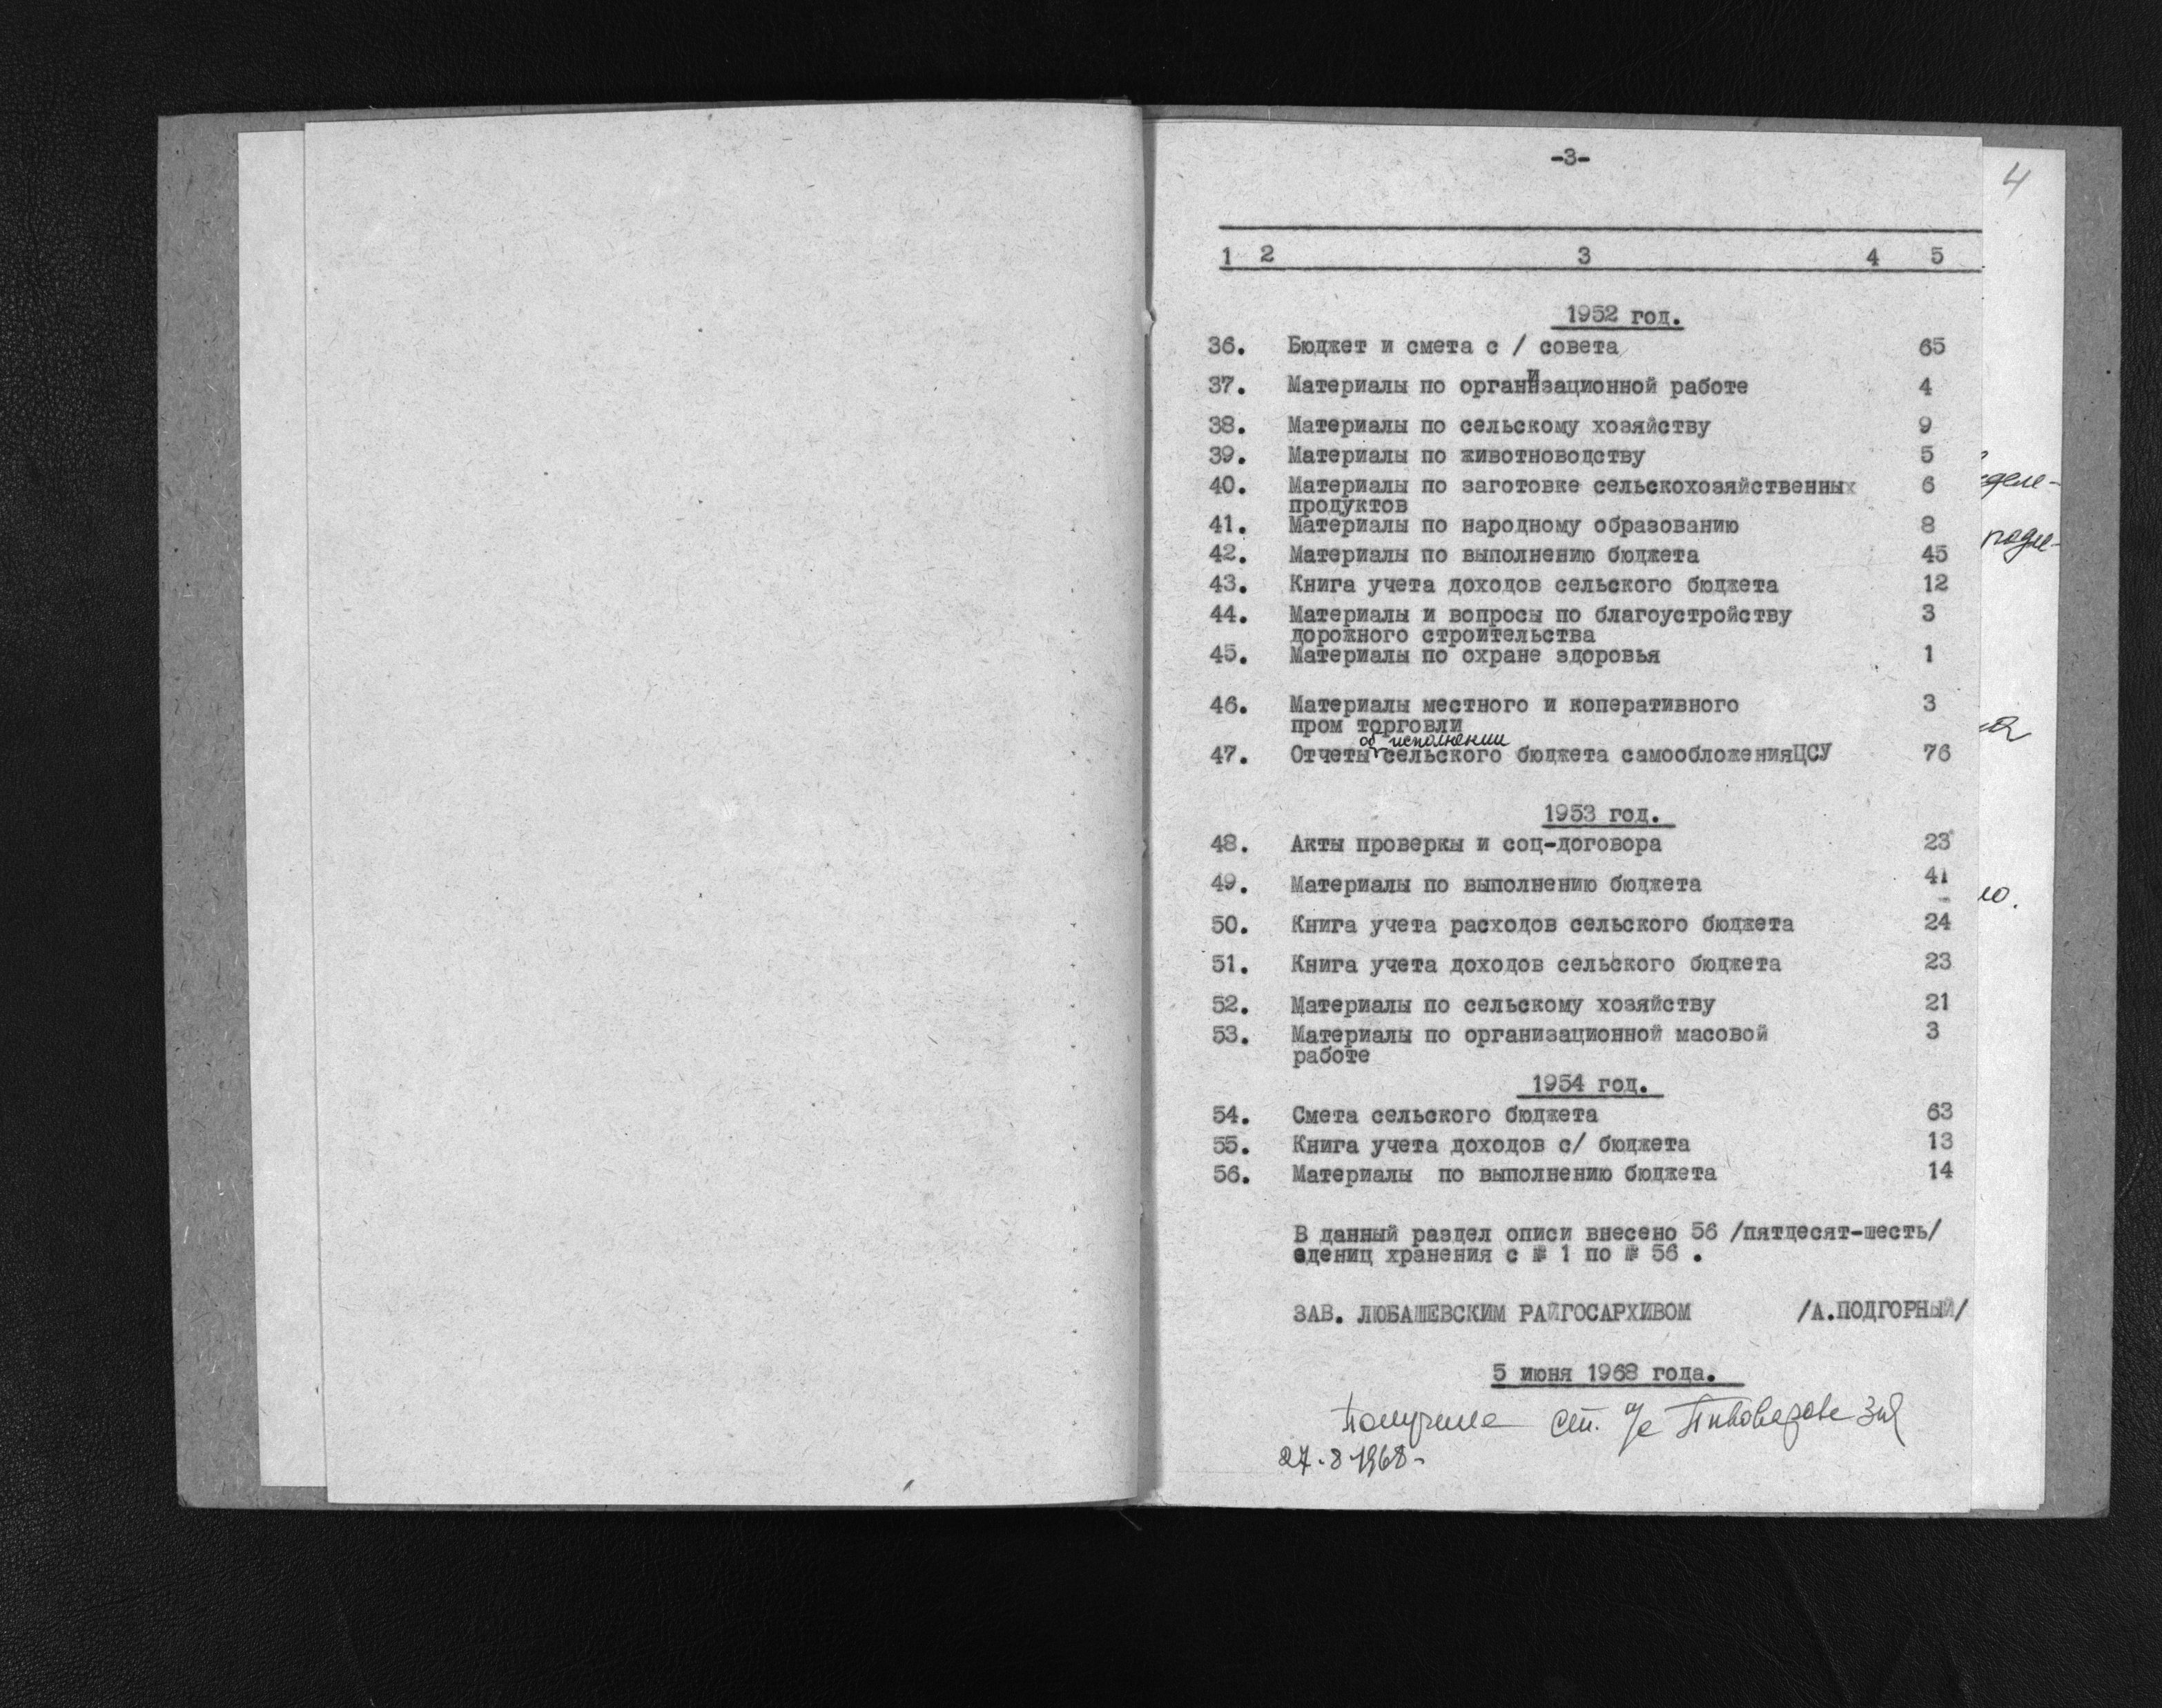 -3-
4
1 2 3 4 5
1952 год.
36. Бюджет и смета с / совета 65
37. Материалы по организационной работе 4
38. Материалы по сельскому хозяйству 9
39. Материалы по животноводству 5
40. Материалы по заготовке сельскохозяйственных 6
продуктов
41. Материалы по народному образованию 8
42. Материалы по выполнению бюджета 45
43. Книга учета доходов сельского бюджета 12
44. Материалы и вопросы по благоустройству 3
дорожного строительства
45. Материалы по охране здоровья 1
46. Материалы местного и коперативного 3
пром торговли
об исполнении
47. Отчеты сельского бюджета самообложенияЦСУ 76
1953 год.
48. Акты проверкы и соц-договора 23
49. Материалы по выполнению бюджета 41
50. Книга учета расходов сельского бюджета 24
51. Книга учета доходов сельского бюджета 23
52. Материалы по сельскому хозяйству 21
53. Материалы по организационной масовой 3
работе
1954 год.
54. Смета сельского бюджета 63
55. Книга учета доходов с/ бюджета 13
56. Материалы по выполнению бюджета 14
В данный раздел описи внесено 56 /пятдесят-шесть/
едениц хранения с № 1 по № 56 .
ЗАВ. ЛЮБАШЕВСКИМ РАЙГОСАРХИВОМ /А.ПОДГОРНЫЙ/
5 июня 1968 года.
Получила ст.
27.8.1968-